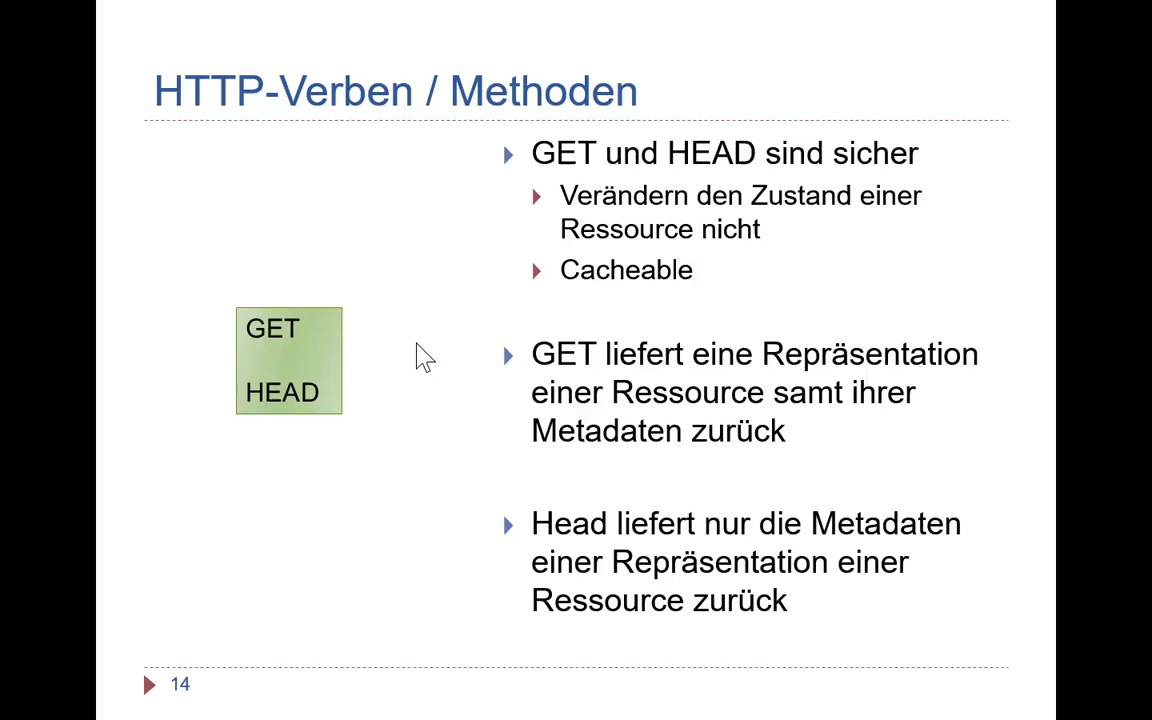 HTTP-Verben / Methoden
GET und HEAD sind sicher
Verändern den Zustand einer
Ressource nicht
Cacheable
GET
HEAD
GET liefert eine Repräsentation
einer Ressource samt ihrer
Metadaten zurück
Head liefert nur die Metadaten
einer Repräsentation einer
Ressource zurück
14